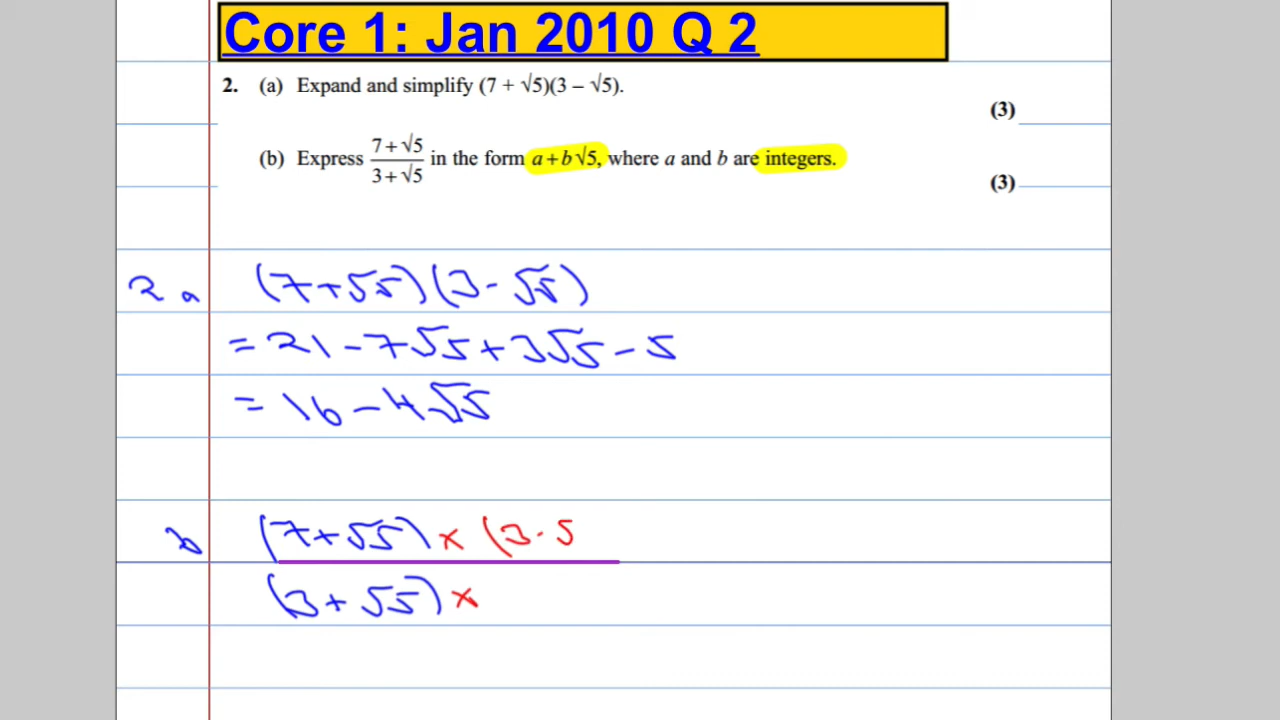 Core 1: Jan 2010 Q 2
2. (a) Expand and simplify (7 + √5)(3 – √5).
(3)
(b) Express (7 + √5)/(3 + √5) in the form a + b√5, where a and b are integers.
(3)
2 a (7+√5)(3-√5)
= 21 - 7√5 + 3√5 - 5
= 16 - 4√5
b (7+√5) × (3 - 5
(3 + √5) ×